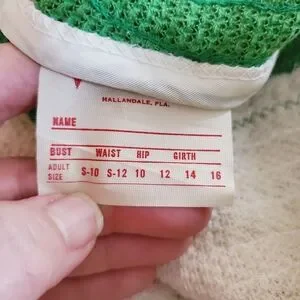 HALLANDALE, FLA.
NAME
BUST WAIST HIP GIRTH
ADULT SIZE S-10 S-12 10 12 14 16